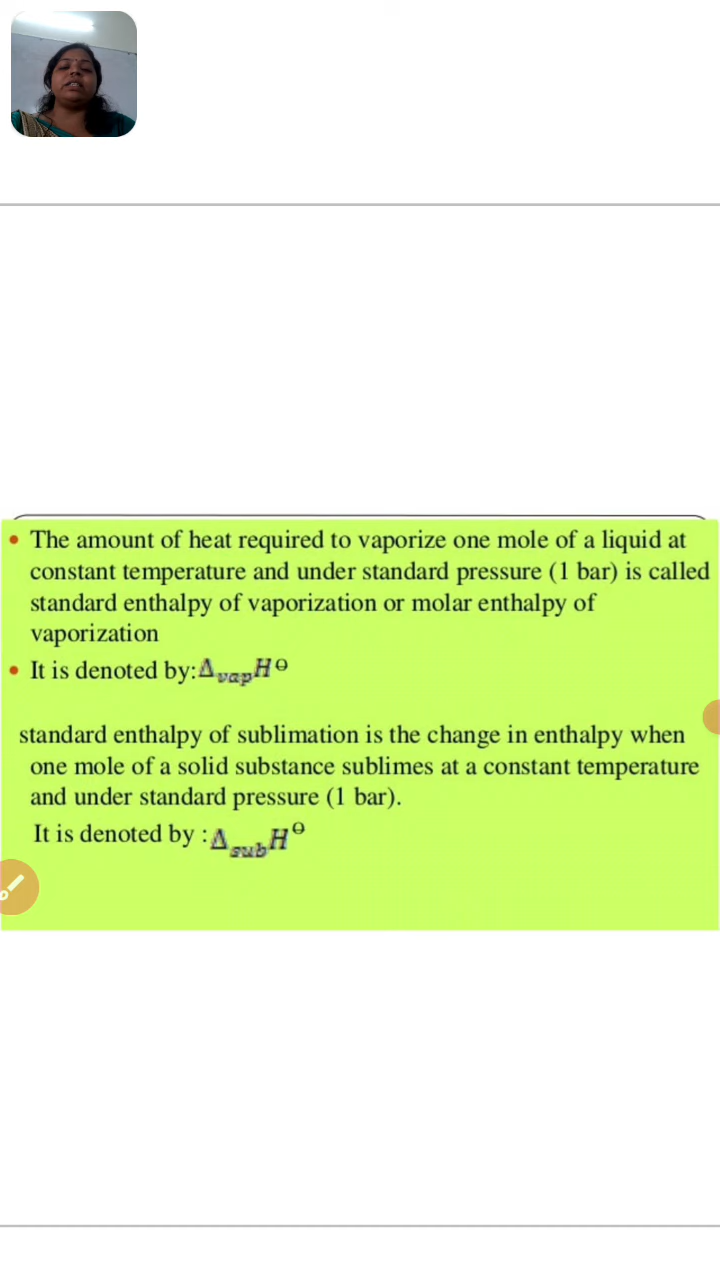 • The amount of heat required to vaporize one mole of a liquid at
constant temperature and under standard pressure (1 bar) is called
standard enthalpy of vaporization or molar enthalpy of
vaporization
• It is denoted by:Δ vap H⊖
standard enthalpy of sublimation is the change in enthalpy when
one mole of a solid substance sublimes at a constant temperature
and under standard pressure (1 bar).
It is denoted by :Δ sub H⊖